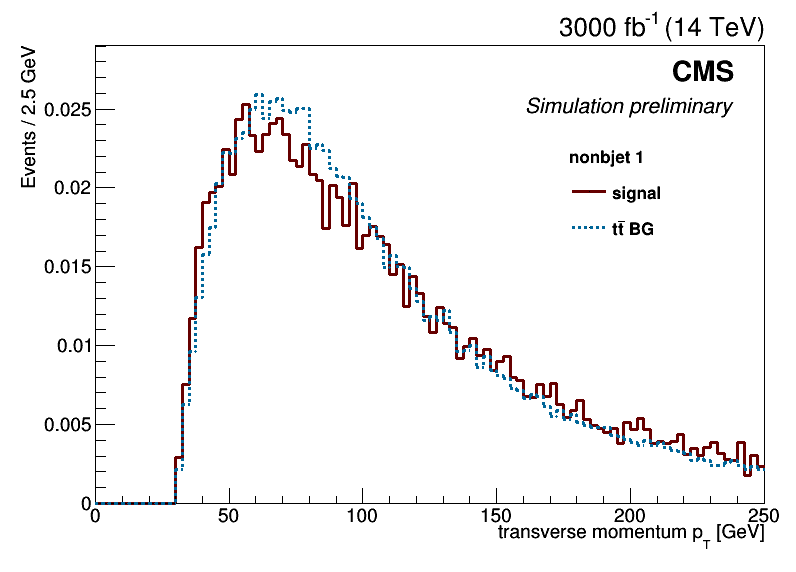 3000 fb⁻¹ (14 TeV)
Events / 2.5 GeV
CMS
Simulation preliminary
nonbjet 1
signal
tt̄ BG
0.025
0.02
0.015
0.01
0.005
0
0 50 100 150 200 250
transverse momentum p_T [GeV]